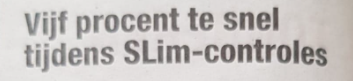 Vijf procent te snel
tijdens SLim-controles